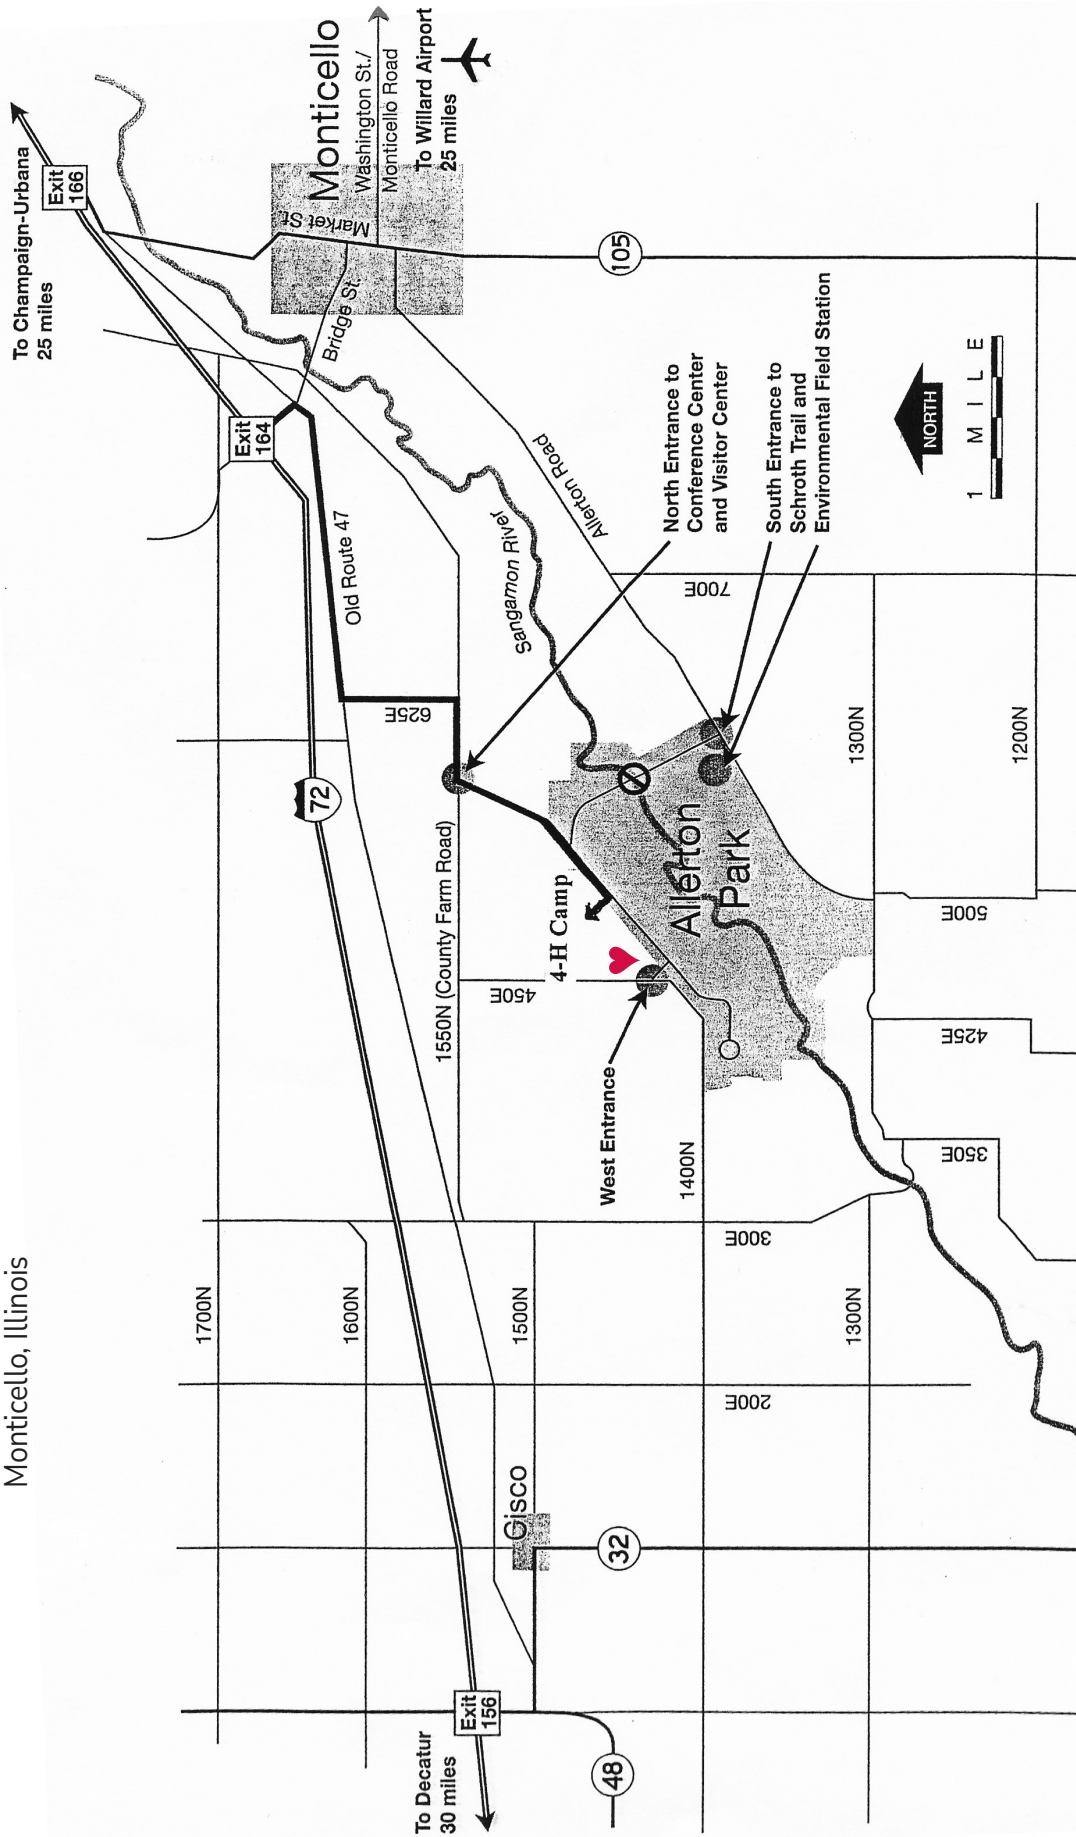 Monticello, Illinois
To Champaign-Urbana
25 miles
Exit
166
Monticello
Washington St./
Monticello Road
To Willard Airport
25 miles
Market St.
Bridge St.
105
Exit
164
Old Route 47
Sangamon River
Allerton Road
North Entrance to
Conference Center
and Visitor Center
South Entrance to
Schroth Trail and
Environmental Field Station
NORTH
1 MILE
700E
625E
72
1550N (County Farm Road)
4-H Camp
450E
Allerton
Park
1300N
1200N
500E
425E
350E
West Entrance
1400N
300E
1700N
1600N
1500N
1300N
200E
Cisco
32
Exit
156
To Decatur
30 miles
48